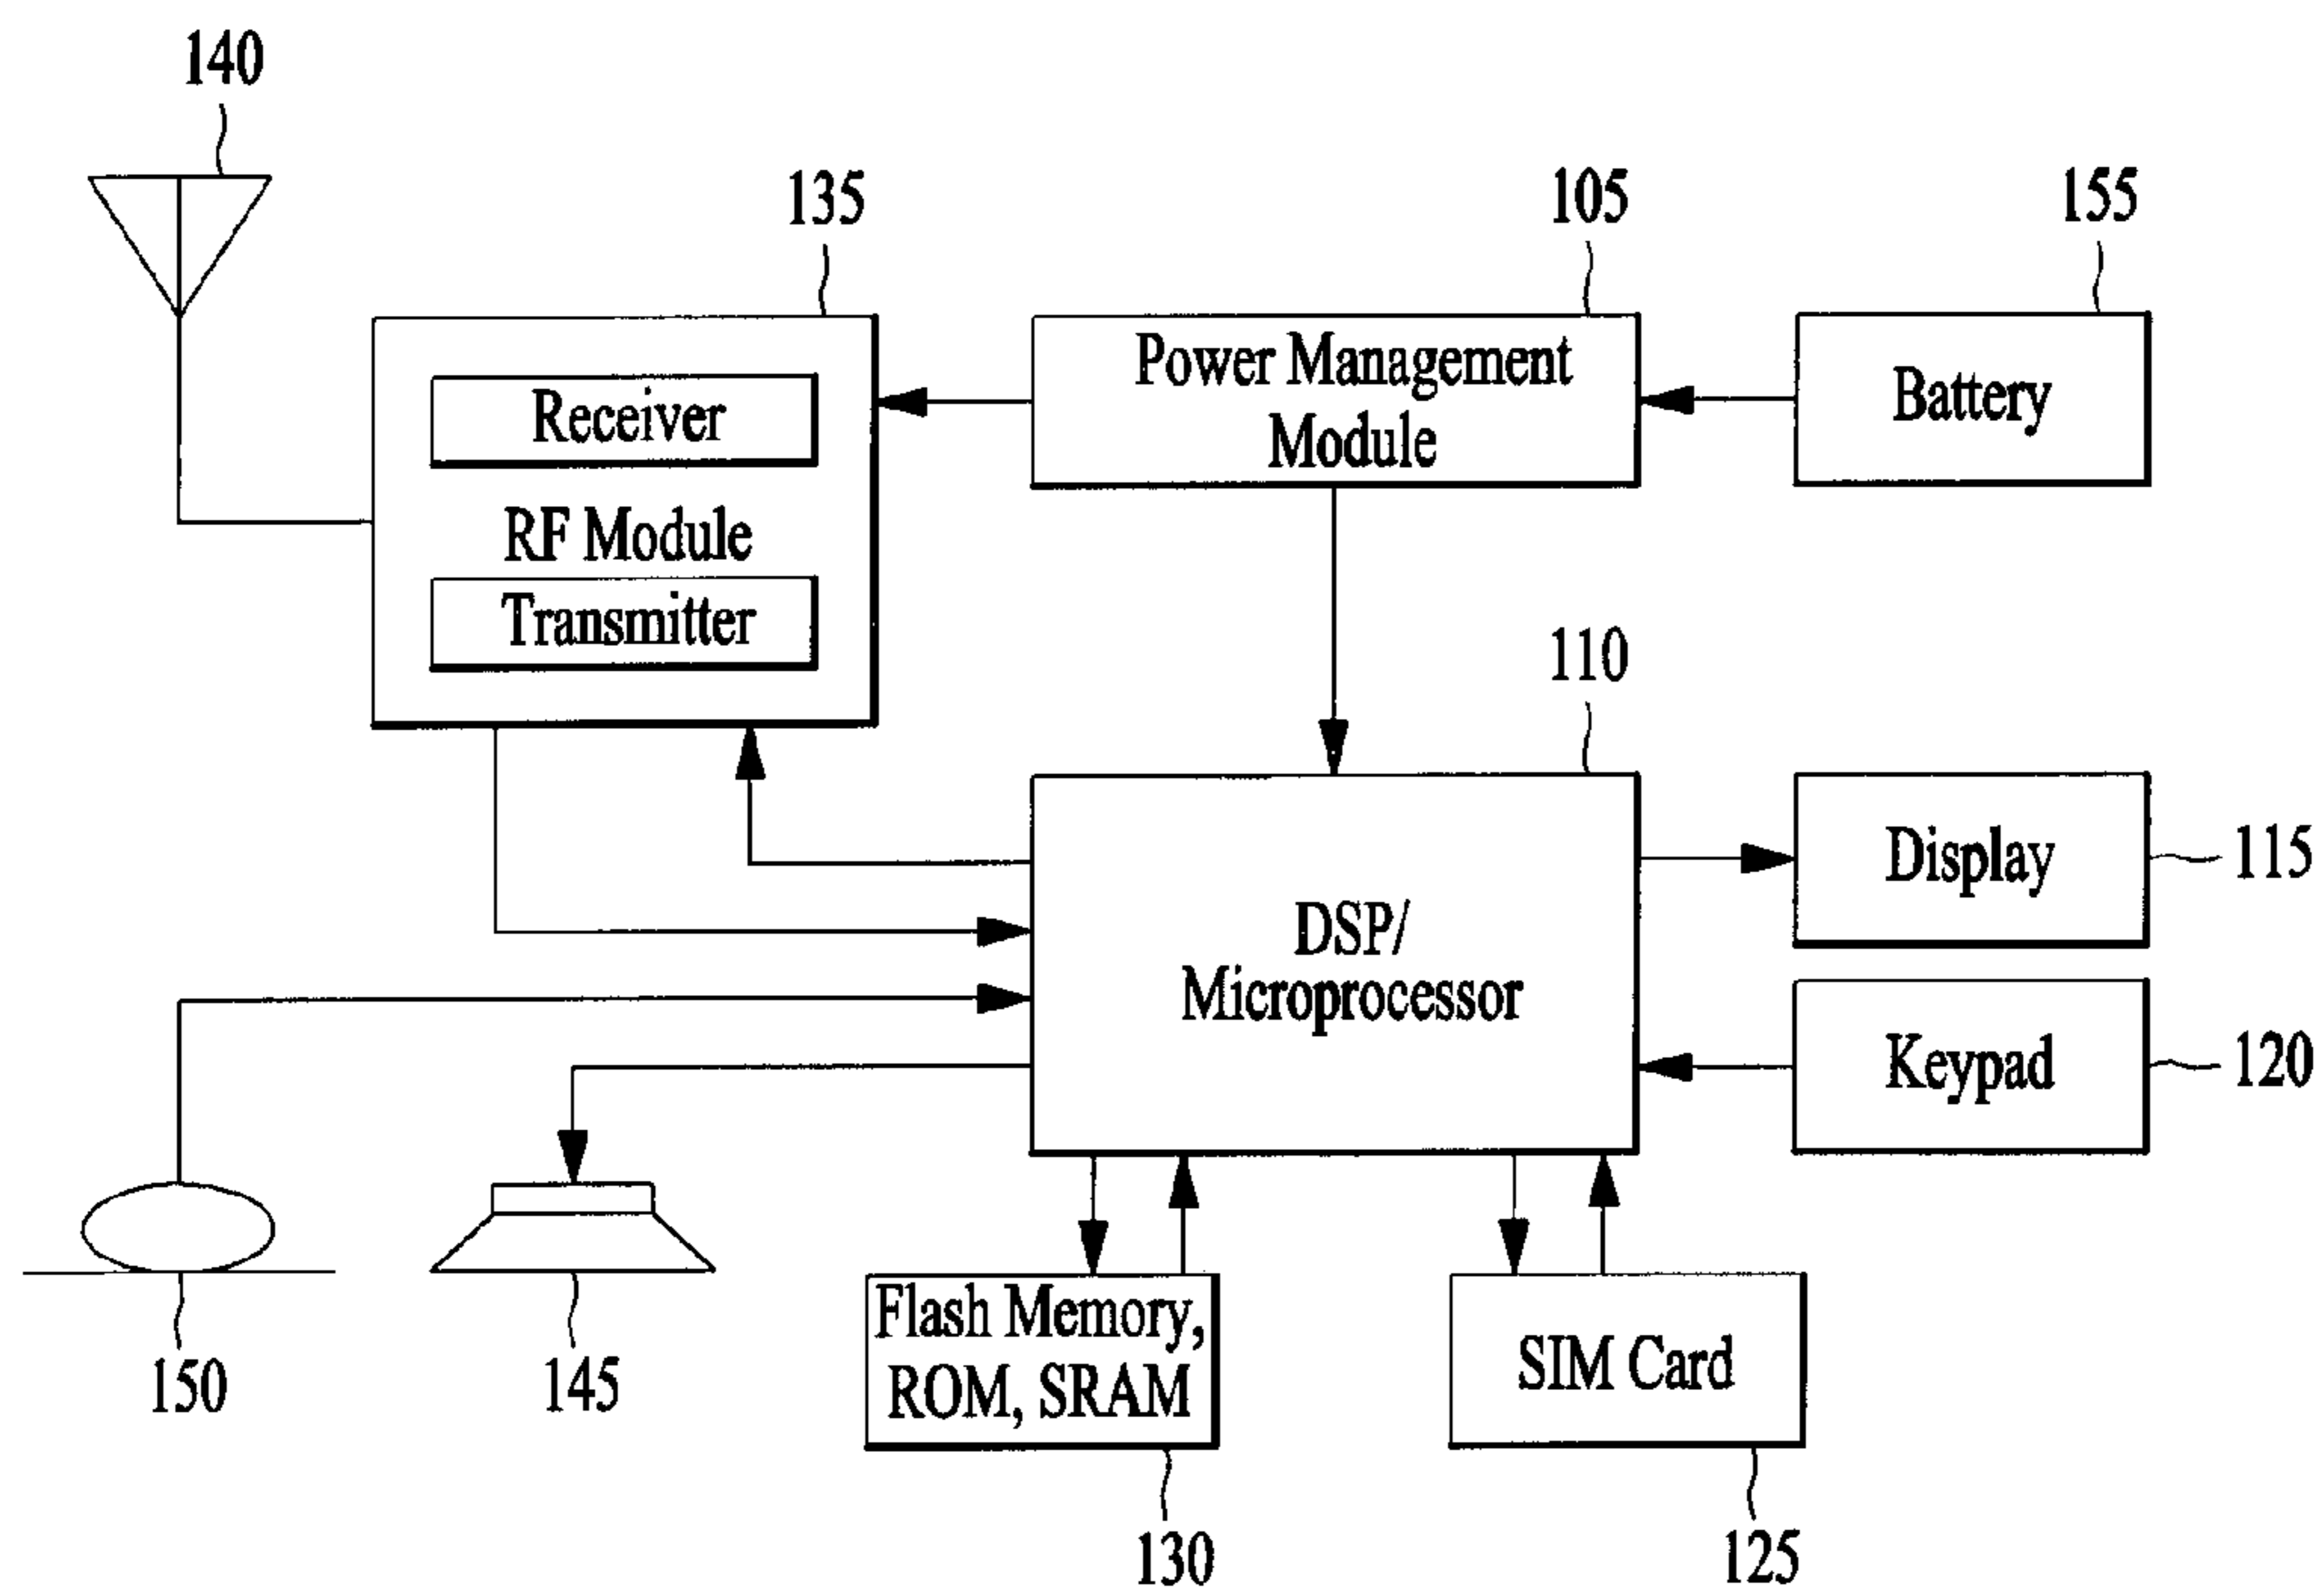 140
135
105
155
Receiver
RF Module
Transmitter
Power Management
Module
Battery
110
DSP/
Microprocessor
Display
115
Keypad
120
150
145
Flash Memory,
ROM, SRAM
130
SIM Card
125